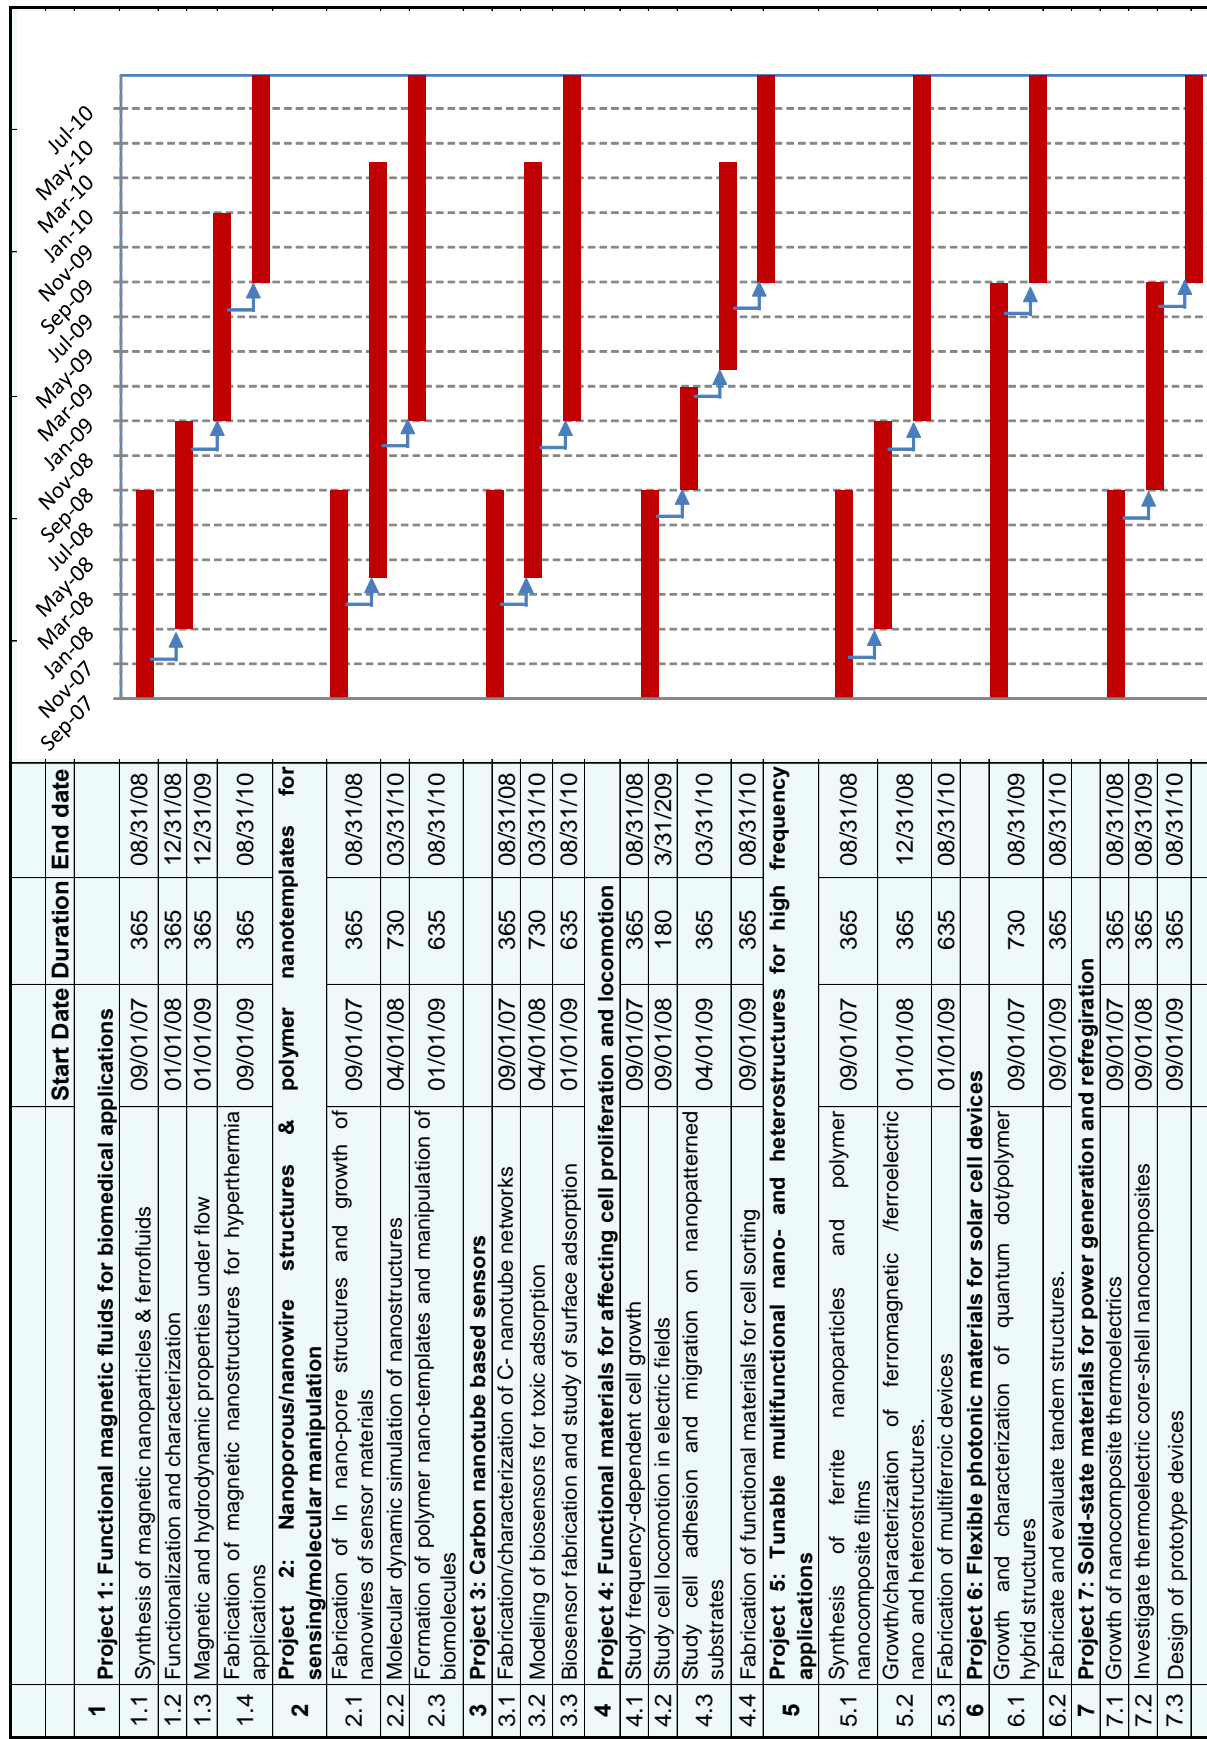 Start Date Duration End date
1 Project 1: Functional magnetic fluids for biomedical applications
1.1 Synthesis of magnetic nanoparticles & ferrofluids 09/01/07 365 08/31/08
1.2 Functionalization and characterization 01/01/08 365 12/31/08
1.3 Magnetic and hydrodynamic properties under flow 01/01/09 365 12/31/09
1.4 Fabrication of magnetic nanostructures for hyperthermia 09/01/09 365 08/31/10
applications
2 Project 2: Nanoporous/nanowire structures & polymer nanotemplates for
sensing/molecular manipulation
2.1 Fabrication of In nano-pore structures and growth of 09/01/07 365 08/31/08
nanowires of sensor materials
2.2 Molecular dynamic simulation of nanostructures 04/01/08 730 03/31/10
2.3 Formation of polymer nano-templates and manipulation of 01/01/09 635 08/31/10
biomolecules
3 Project 3: Carbon nanotube based sensors
3.1 Fabrication/characterization of C- nanotube networks 09/01/07 365 08/31/08
3.2 Modeling of biosensors for toxic adsorption 04/01/08 730 03/31/10
3.3 Biosensor fabrication and study of surface adsorption 01/01/09 635 08/31/10
4 Project 4: Functional materials for affecting cell proliferation and locomotion
4.1 Study frequency-dependent cell growth 09/01/07 365 08/31/08
4.2 Study cell locomotion in electric fields 09/01/08 180 3/31/209
4.3 Study cell adhesion and migration on nanopatterned 04/01/09 365 03/31/10
substrates
4.4 Fabrication of functional materials for cell sorting 09/01/09 365 08/31/10
5 Project 5: Tunable multifunctional nano- and heterostructures for high frequency
applications
5.1 Synthesis of ferrite nanoparticles and polymer 09/01/07 365 08/31/08
nanocomposite films
5.2 Growth/characterization of ferromagnetic /ferroelectric 01/01/08 365 12/31/08
nano and heterostructures.
5.3 Fabrication of multiferroic devices 01/01/09 635 08/31/10
6 Project 6: Flexible photonic materials for solar cell devices
6.1 Growth and characterization of quantum dot/polymer 09/01/07 730 08/31/09
hybrid structures
6.2 Fabricate and evaluate tandem structures. 09/01/09 365 08/31/10
7 Project 7: Solid-state materials for power generation and refregiration
7.1 Growth of nanocomposite thermoelectrics 09/01/07 365 08/31/08
7.2 Investigate thermoelectric core-shell nanocomposites 09/01/08 365 08/31/09
7.3 Design of prototype devices 09/01/09 365 08/31/10
Sep-07
Nov-07
Jan-08
Mar-08
May-08
Jul-08
Sep-08
Nov-08
Jan-09
Mar-09
May-09
Jul-09
Sep-09
Nov-09
Jan-10
Mar-10
May-10
Jul-10